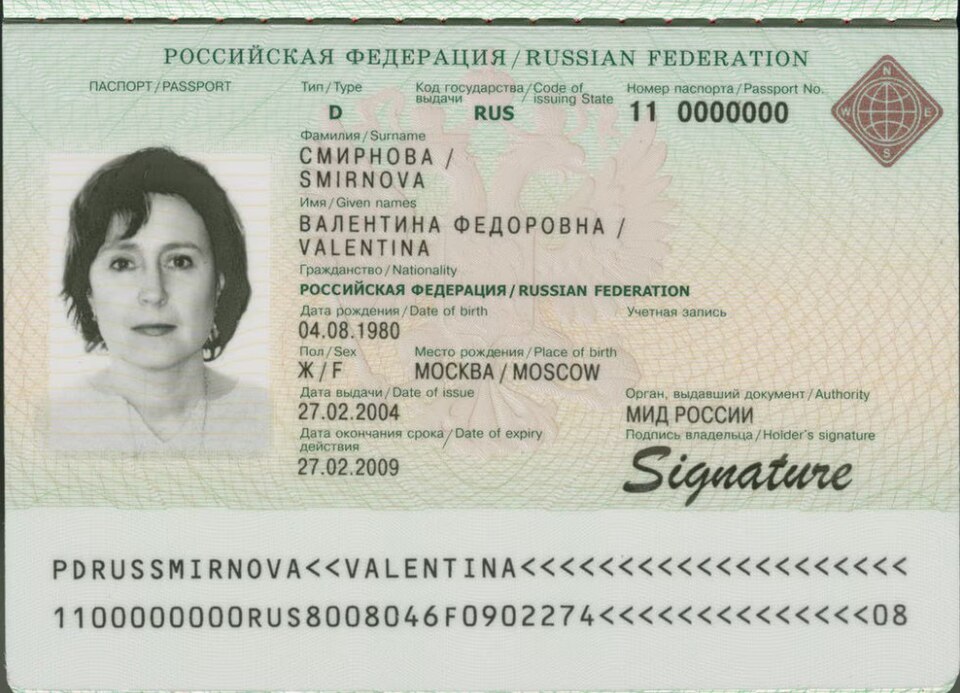 РОССИЙСКАЯ ФЕДЕРАЦИЯ / RUSSIAN FEDERATION
ПАСПОРТ / PASSPORT
Тип / Type
Код государства / Code of
выдачи issuing State
Номер паспорта / Passport No.
D RUS 11 0000000
N
W E
S
Фамилия / Surname
СМИРНОВА /
SMIRNOVA
Имя / Given names
ВАЛЕНТИНА ФЕДОРОВНА /
VALENTINA
Гражданство / Nationality
РОССИЙСКАЯ ФЕДЕРАЦИЯ / RUSSIAN FEDERATION
Дата рождения / Date of birth Учетная запись
04.08.1980
Пол / Sex Место рождения / Place of birth
Ж / F МОСКВА / MOSCOW
Дата выдачи / Date of issue Орган, выдавший документ / Authority
27.02.2004 МИД РОССИИ
Дата окончания срока / Date of expiry Подпись владельца / Holder's signature
действия
27.02.2009 Signature
PDRUSSMIRNOVA<<VALENTINA<<<<<<<<<<<<<<<<<<<<
1100000000RUS8008046F0902274<<<<<<<<<<<<<<08